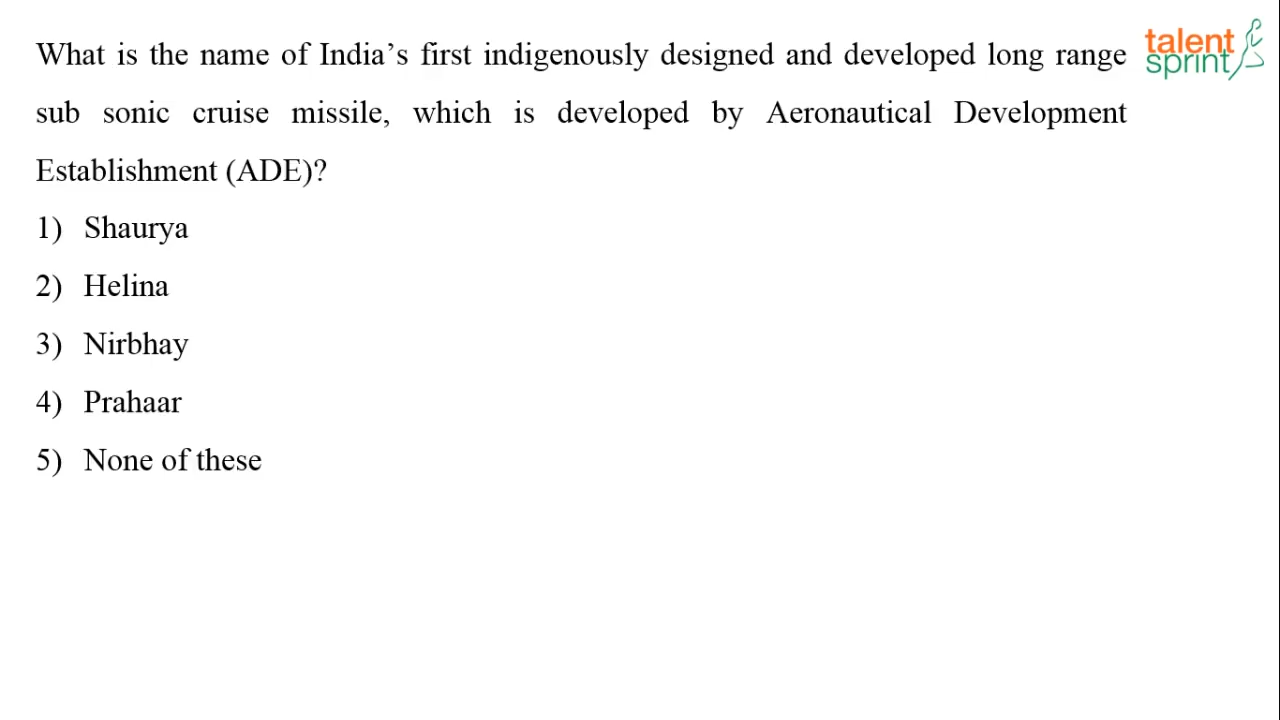 What is the name of India’s first indigenously designed and developed long range
sub sonic cruise missile, which is developed by Aeronautical Development
Establishment (ADE)?
1) Shaurya
2) Helina
3) Nirbhay
4) Prahaar
5) None of these
talent
sprint